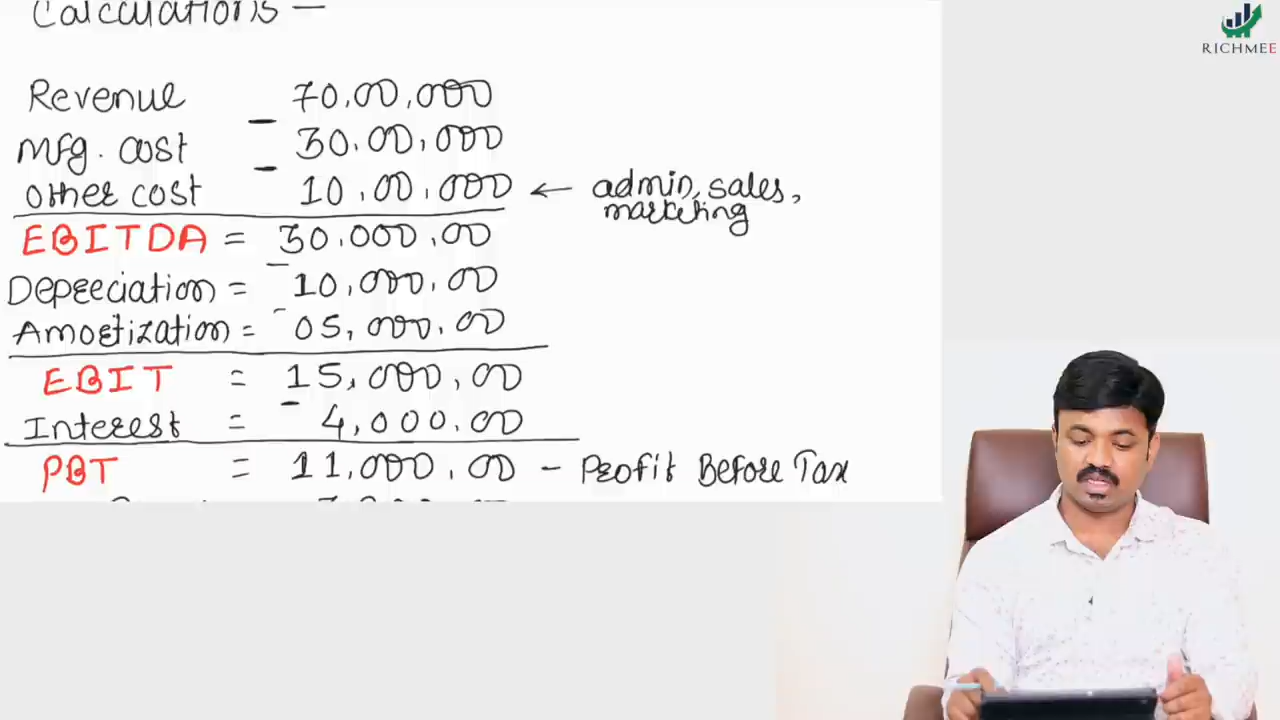 Calculations -
RICHMEE
Revenue 70,00,000
Mfg. cost - 30,00,000
other cost - 10,00,000 ← admin, sales, marketing
EBITDA = 30,000,00
Depreciation = - 10,000,00
Amortization = - 05,000,00
EBIT = 15,000,00
Interest = - 4,000,00
PBT = 11,000,00 - Profit Before Tax